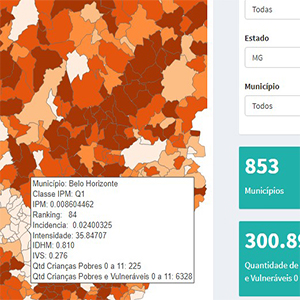 Todas
Estado
MG
Município
Todos
853
Municípios
300.89
Quantidade de
e Vulneráveis 0
Município: Belo Horizonte
Classe IPM: Q1
IPM: 0.008604462
Ranking: 84
Incidencia: 0.02400325
Intensidade: 35.84707
IDHM: 0.810
IVS: 0.276
Qtd Crianças Pobres 0 a 11: 225
Qtd Crianças Pobres e Vulneráveis 0 a 11: 6328